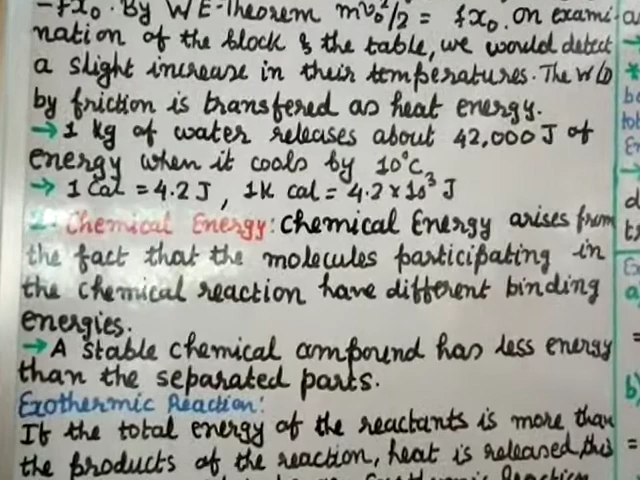 -fx₀. By WE-Theorem mv₀²/2 = fx₀. On exami-
nation of the block & the table, we would detect
a slight increase in their temperatures. The W/D
by friction is transfered as heat energy.
→ 1 kg of water releases about 42,000 J of
energy when it cools by 10°C,
→ 1 Cal = 4.2 J, 1K cal = 4.2 × 10³ J
2. Chemical Energy: Chemical Energy arises from
the fact that the molecules participating in
the chemical reaction have different binding
energies.
→ A stable chemical compound has less energy
than the separated parts.
Exothermic Reaction:
If the total energy of the reactants is more than
the products of the reaction, heat is released, this
Exothermic Reaction
a)
=
b)
=